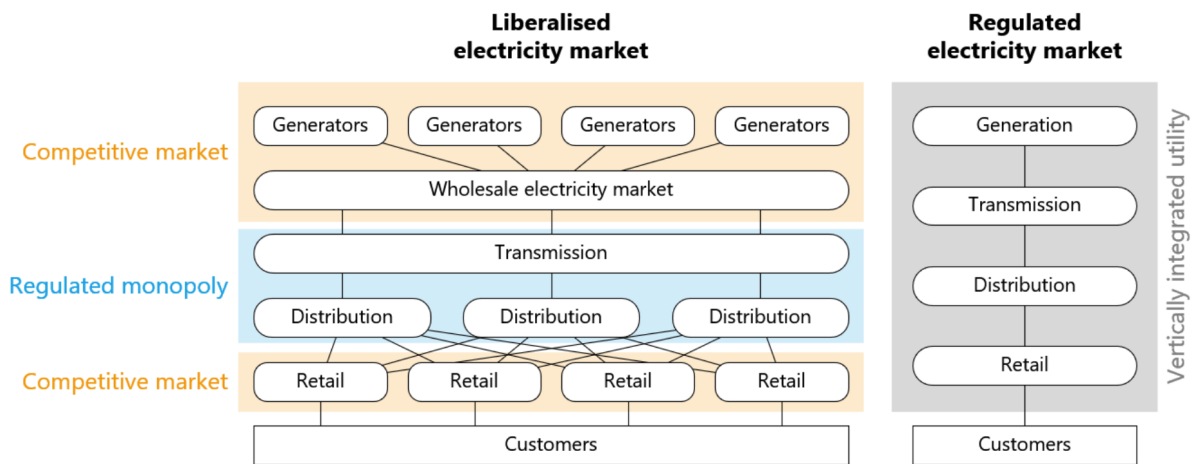 Liberalised
electricity market
Regulated
electricity market
Competitive market
Generators Generators Generators Generators
Wholesale electricity market
Regulated monopoly
Transmission
Distribution Distribution Distribution
Competitive market
Retail Retail Retail Retail
Customers
Generation
Transmission
Distribution
Retail
Customers
Vertically integrated utility